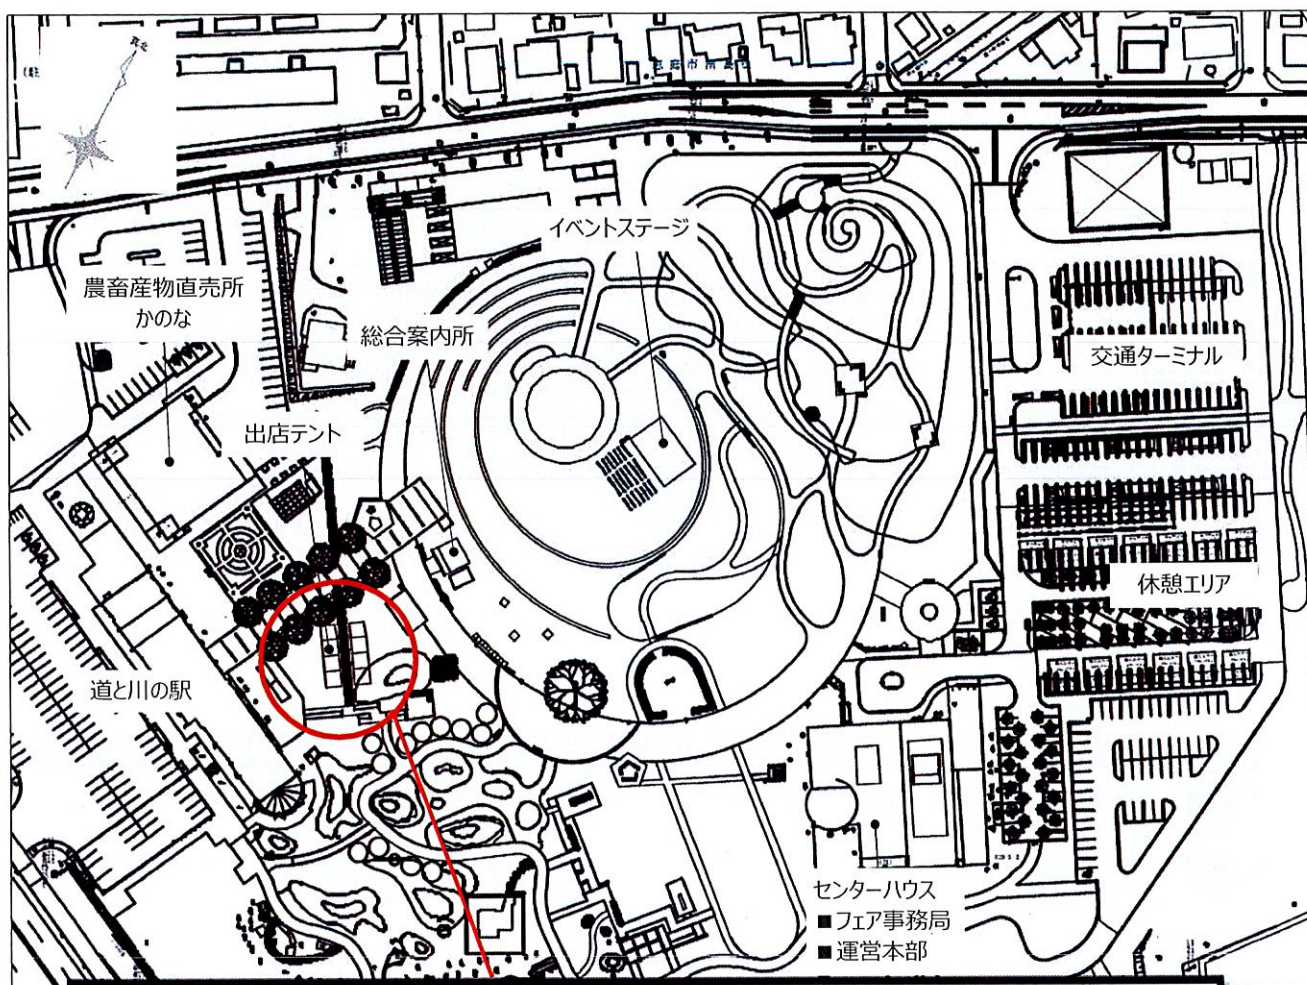 真北
イベントステージ
農畜産物直売所
かのな
総合案内所
交通ターミナル
出店テント
休憩エリア
道と川の駅
センターハウス
■フェア事務局
■運営本部